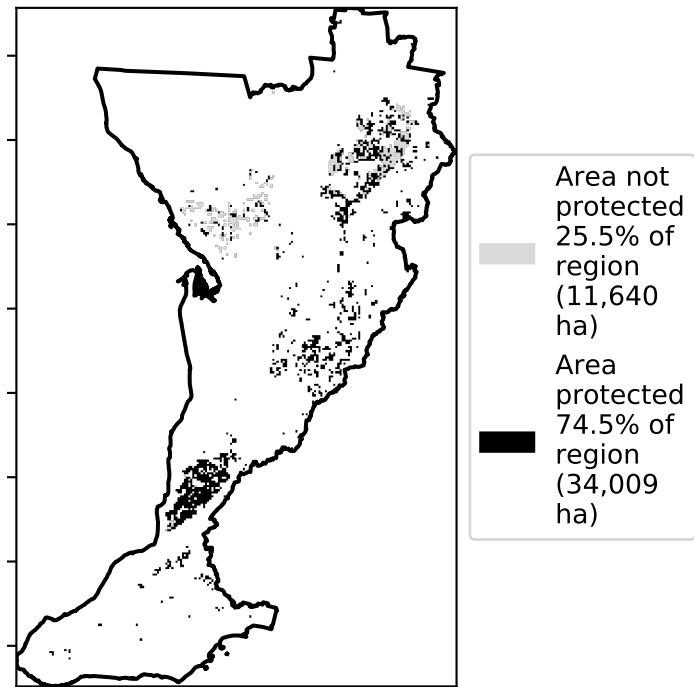 Area not
protected
25.5% of
region
(11,640
ha)
Area
protected
74.5% of
region
(34,009
ha)